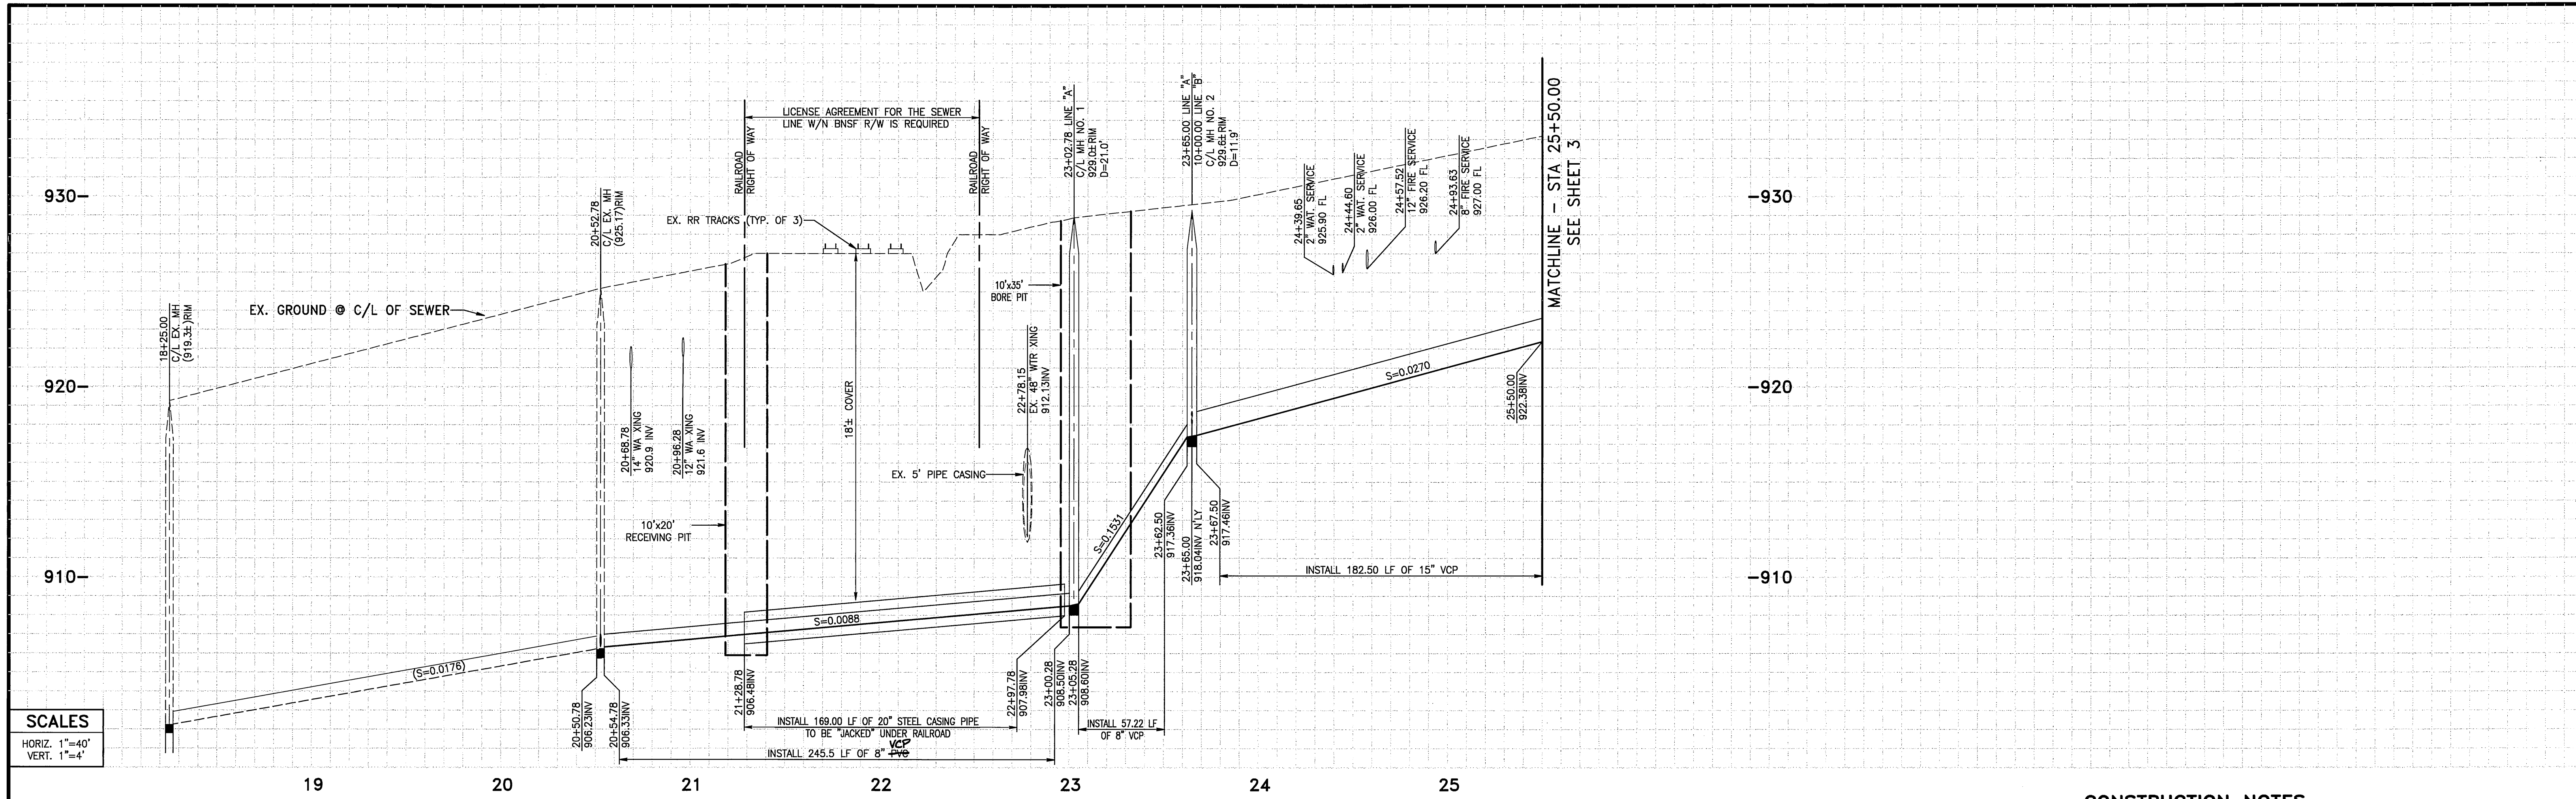 LICENSE AGREEMENT FOR THE SEWER
LINE W/N BNSF R/W IS REQUIRED
RAILROAD
RIGHT OF WAY
RAILROAD
RIGHT OF WAY
23+02.78 LINE "A"
C/L MH NO. 1
929.0±RIM
D=21.0'
23+65.00 LINE "A"
10+00.00 LINE "B"
C/L MH NO. 2
929.6±RIM
D=11.9'
24+39.65
2" WAT. SERVICE
925.90 FL
24+44.60
2" WAT. SERVICE
926.00 FL
24+57.52
12" FIRE SERVICE
926.20 FL
24+93.63
8" FIRE SERVICE
927.00 FL
MATCHLINE - STA 25+50.00
SEE SHEET 3
930-
-930
20+52.78
C/L EX. MH
(925.17)RIM
EX. RR TRACKS (TYP. OF 3)
10'x35'
BORE PIT
18+25.00
C/L EX. MH
(919.3±)RIM
EX. GROUND @ C/L OF SEWER
920-
-920
20+68.78
14" WA XING
920.9 INV
20+96.28
12" WA XING
921.6 INV
18'± COVER
22+78.15
EX. 48" WTR XING
912.13INV
EX. 5' PIPE CASING
S=0.0270
25+50.00
922.38INV
10'x20'
RECEIVING PIT
S=0.1531
23+62.50
917.36INV
23+65.00
918.04INV N'LY
23+67.50
917.46INV
910-
-910
INSTALL 182.50 LF OF 15" VCP
S=0.0088
(S=0.0176)
20+50.78
906.23INV
20+54.78
906.33INV
21+28.78
906.48INV
22+97.78
907.98INV
23+00.28
908.50INV
23+05.28
908.60INV
INSTALL 169.00 LF OF 20" STEEL CASING PIPE
TO BE "JACKED" UNDER RAILROAD
INSTALL 57.22 LF
OF 8" VCP
VCP
INSTALL 245.5 LF OF 8" PVC
SCALES
HORIZ. 1"=40'
VERT. 1"=4'
19 20 21 22 23 24 25
CONSTRUCTION NOTES